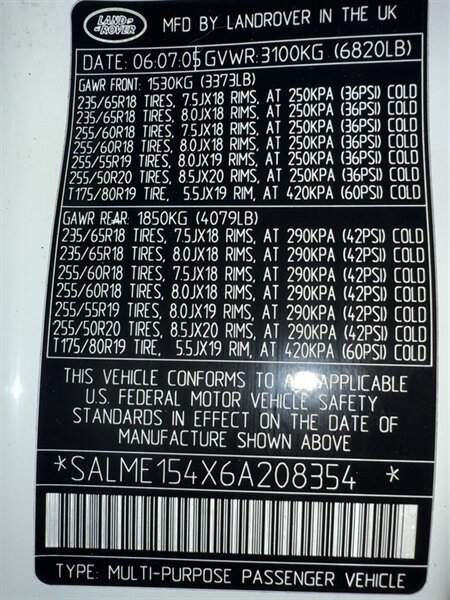 LAND ROVER
MFD BY LANDROVER IN THE UK
DATE: 06:07:05 GVWR:3100KG (6820LB)
GAWR FRONT: 1530KG (3373LB)
235/65R18 TIRES, 7.5JX18 RIMS, AT 250KPA (36PSI) COLD
235/65R18 TIRES, 8.0JX18 RIMS, AT 250KPA (36PSI) COLD
255/60R18 TIRES, 7.5JX18 RIMS, AT 250KPA (36PSI) COLD
255/60R18 TIRES, 8.0JX18 RIMS, AT 250KPA (36PSI) COLD
255/55R19 TIRES, 8.0JX19 RIMS, AT 250KPA (36PSI) COLD
255/50R20 TIRES, 8.5JX20 RIMS, AT 250KPA (36PSI) COLD
T175/80R19 TIRE, 5.5JX19 RIM, AT 420KPA (60PSI) COLD
GAWR REAR: 1850KG (4079LB)
235/65R18 TIRES, 7.5JX18 RIMS, AT 290KPA (42PSI) COLD
235/65R18 TIRES, 8.0JX18 RIMS, AT 290KPA (42PSI) COLD
255/60R18 TIRES, 7.5JX18 RIMS, AT 290KPA (42PSI) COLD
255/60R18 TIRES, 8.0JX18 RIMS, AT 290KPA (42PSI) COLD
255/55R19 TIRES, 8.0JX19 RIMS, AT 290KPA (42PSI) COLD
255/50R20 TIRES, 8.5JX20 RIMS, AT 290KPA (42PSI) COLD
T175/80R19 TIRE, 5.5JX19 RIM, AT 420KPA (60PSI) COLD
THIS VEHICLE CONFORMS TO ALL APPLICABLE
U.S. FEDERAL MOTOR VEHICLE SAFETY
STANDARDS IN EFFECT ON THE DATE OF
MANUFACTURE SHOWN ABOVE
*SALME154X6A208354 *
TYPE: MULTI-PURPOSE PASSENGER VEHICLE